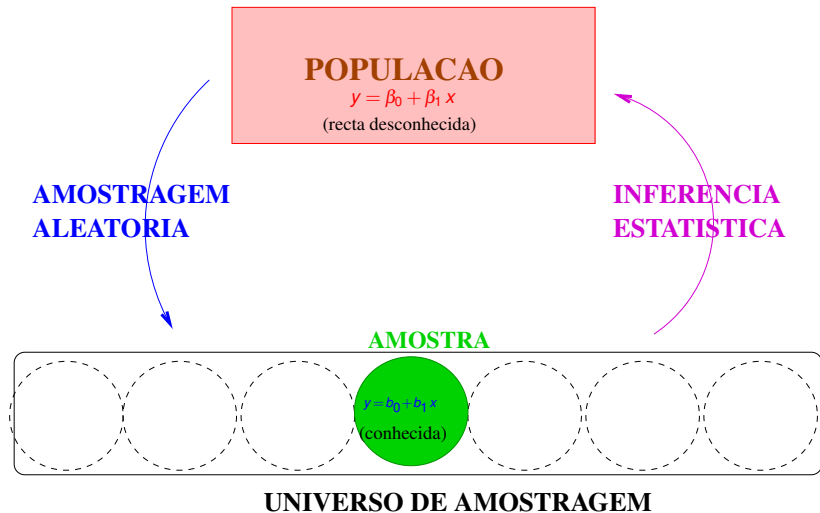 POPULACAO
y = β₀ + β₁ x
(recta desconhecida)
AMOSTRAGEM
ALEATORIA
INFERENCIA
ESTATISTICA
AMOSTRA
y = b₀ + b₁ x
(conhecida)
UNIVERSO DE AMOSTRAGEM